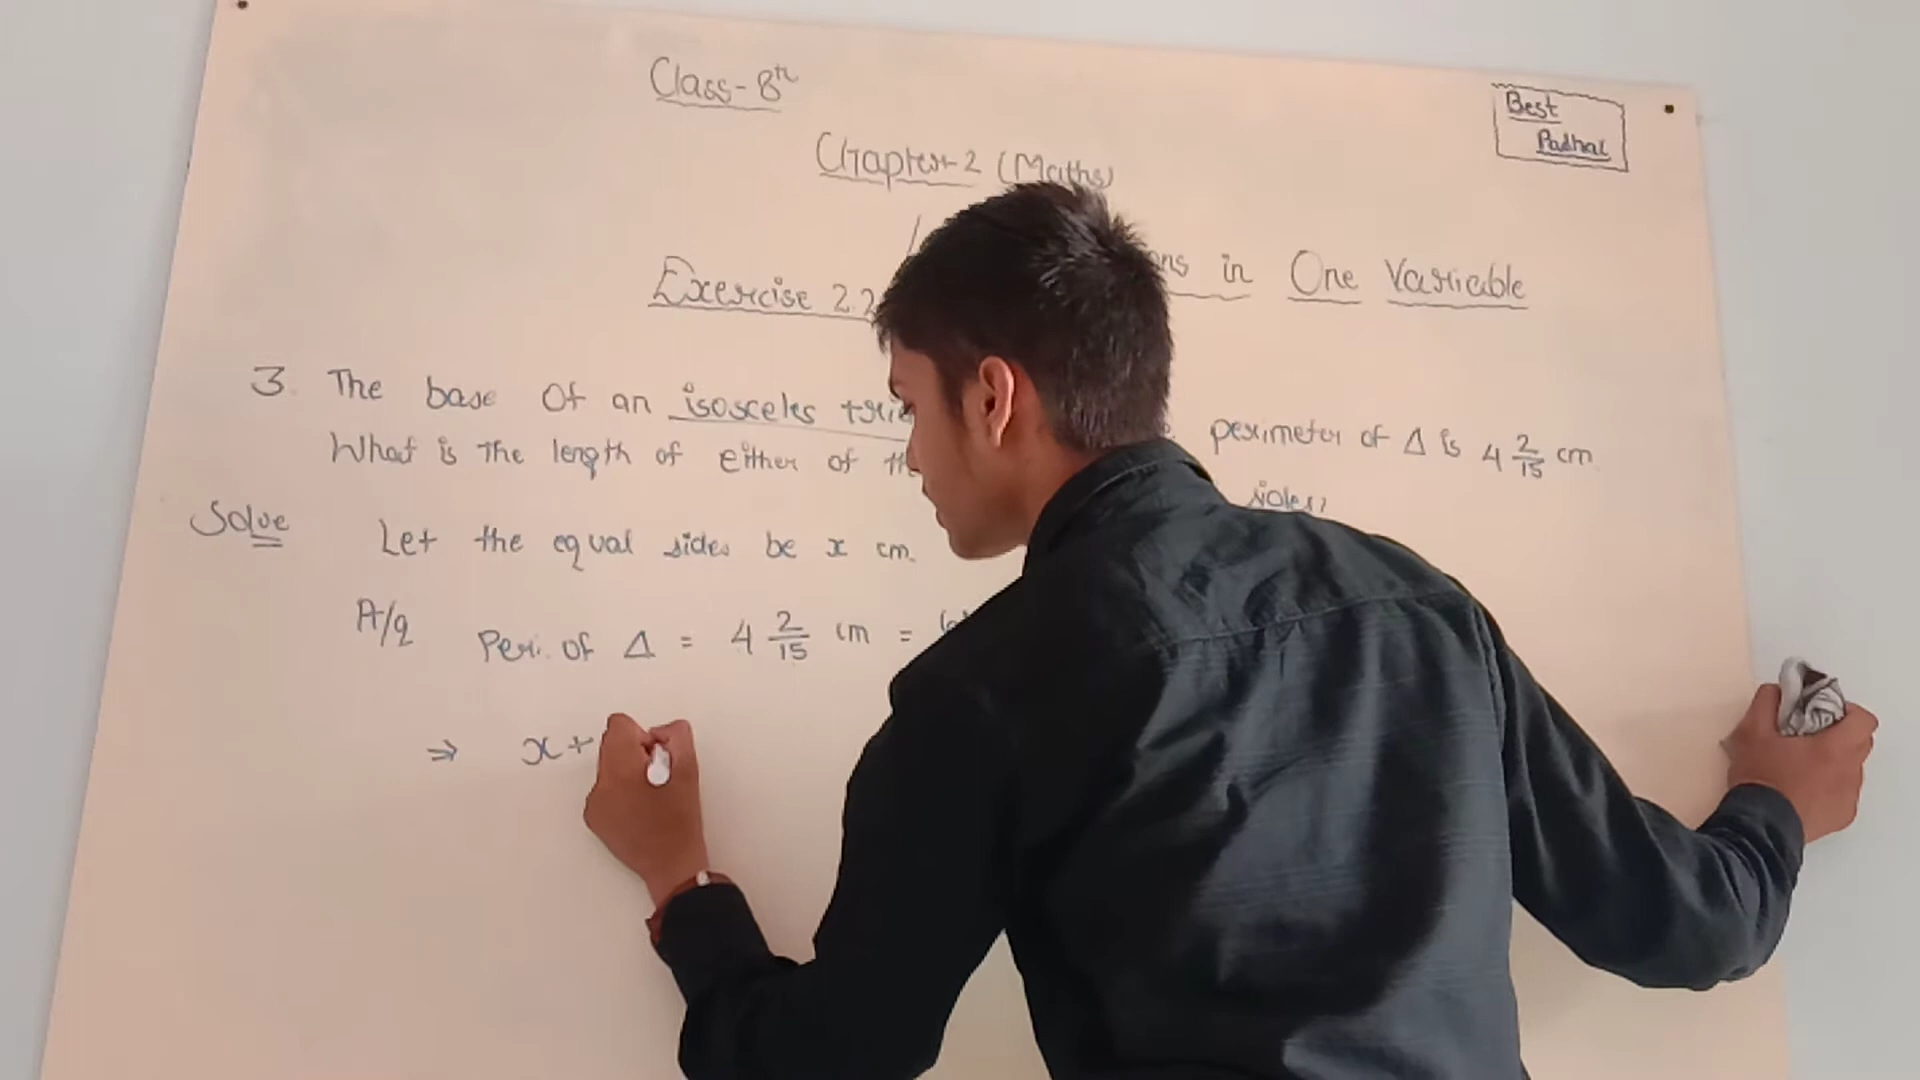 Class-8th
Best
Padhai
Chapter-2 (Maths)
in One Variable
Exercise 2.2
3. The base of an isosceles perimeter of Δ is 4 2/15 cm.
What is the length of either of sides?
Solve Let the equal sides be x cm.
A/q Peri. of Δ = 4 2/15 cm =
⇒ x+